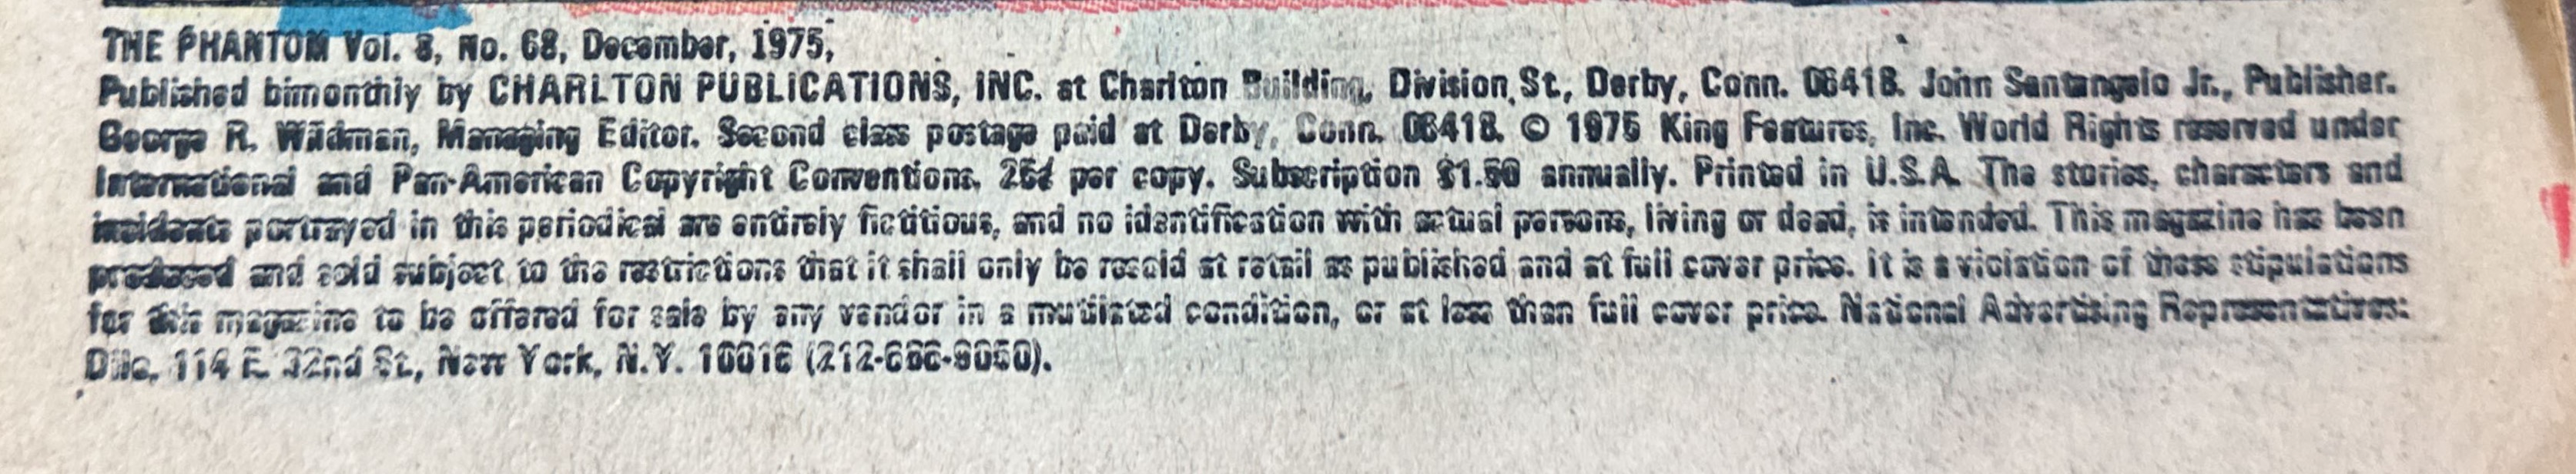 THE PHANTOM Vol. 8, No. 68, December, 1975,
Published bimonthly by CHARLTON PUBLICATIONS, INC. at Charlton Building, Division St., Derby, Conn. 06418. John Santangelo Jr., Publisher.
George R. Wildman, Managing Editor. Second class postage paid at Derby, Conn. 06418. © 1975 King Features, Inc. World Rights reserved under
International and Pan-American Copyright Conventions. 25¢ per copy. Subscription $1.50 annually. Printed in U.S.A. The stories, characters and
incidents portrayed in this periodical are entirely fictitious, and no identification with actual persons, living or dead, is intended. This magazine has been
produced and sold subject to the restrictions that it shall only be resold at retail as published and at full cover price. It is a violation of these stipulations
for this magazine to be offered for sale by any vendor in a mutilated condition, or at less than full cover price. National Advertising Representatives:
114 E. 32nd St., New York, N.Y. 10016